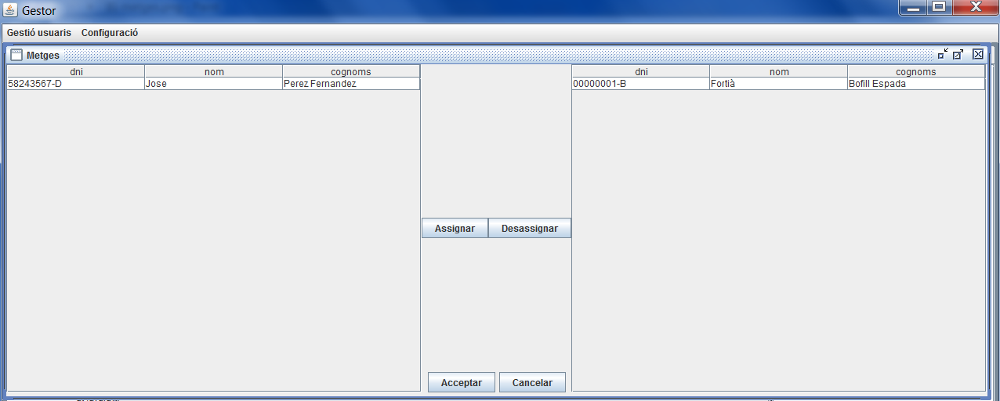 Gestor
Gestió usuaris Configuració
Metges
dni nom cognoms
58243567-D Jose Perez Fernandez
Assignar Desassignar
Acceptar Cancelar
dni nom cognoms
00000001-B Fortià Bofill Espada